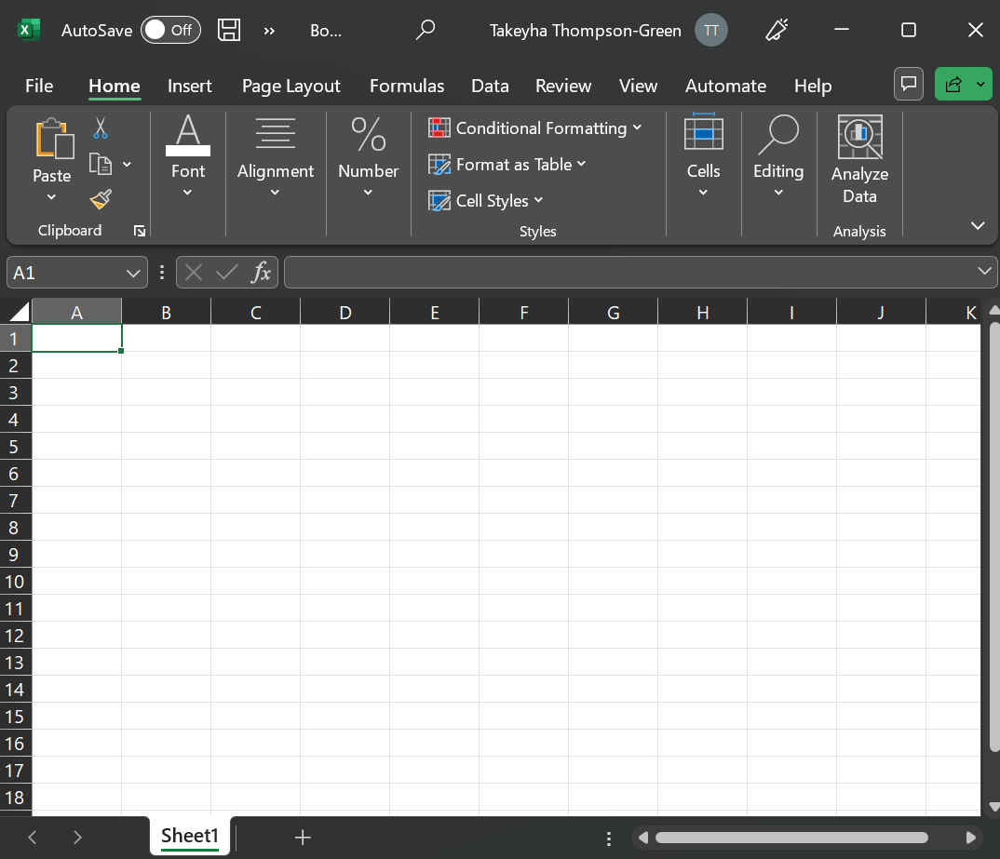 AutoSave Off Bo... Takeyha Thompson-Green TT
File Home Insert Page Layout Formulas Data Review View Automate Help
Paste
Clipboard
Font
Alignment
%
Number
Conditional Formatting
Format as Table
Cell Styles
Styles
Cells
Editing
Analyze
Data
Analysis
A1 fx
A B C D E F G H I J K
1
2
3
4
5
6
7
8
9
10
11
12
13
14
15
16
17
18
Sheet1